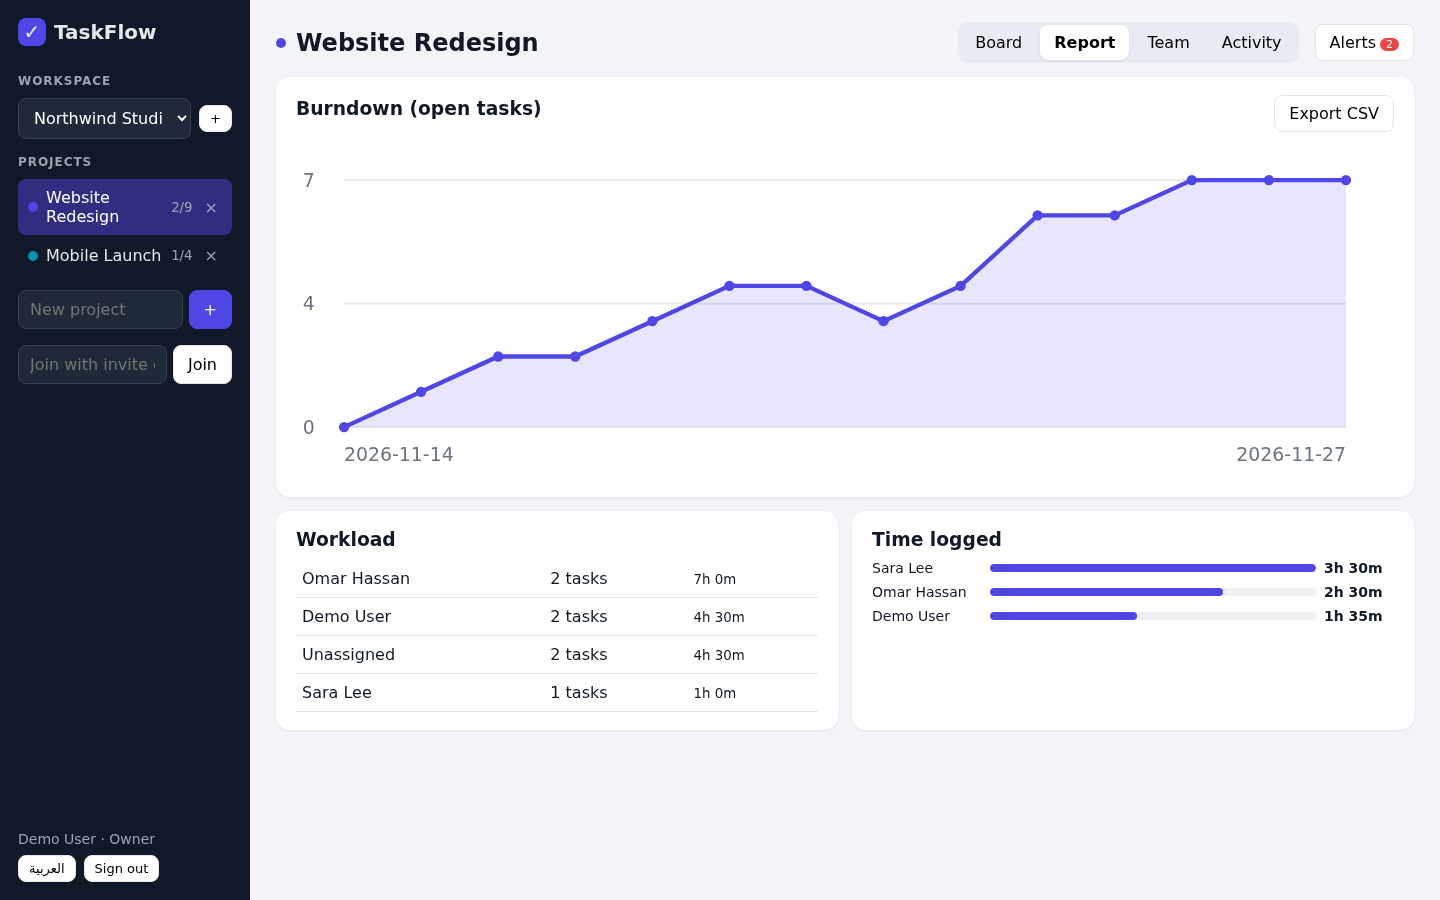 ✓ TaskFlow
WORKSPACE
Northwind Studi
+
PROJECTS
Website Redesign 2/9 ×
Mobile Launch 1/4 ×
New project
+
Join with invite
Join
Demo User · Owner
العربية
Sign out
Website Redesign
Board
Report
Team
Activity
Alerts 2
Burndown (open tasks)
Export CSV
7
4
0
2026-11-14
2026-11-27
Workload
Omar Hassan 2 tasks 7h 0m
Demo User 2 tasks 4h 30m
Unassigned 2 tasks 4h 30m
Sara Lee 1 tasks 1h 0m
Time logged
Sara Lee 3h 30m
Omar Hassan 2h 30m
Demo User 1h 35m